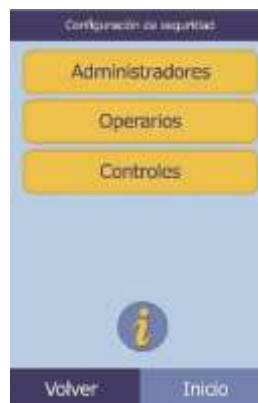 Configuración de seguridad
Administradores
Operarios
Controles
i
Volver Inicio